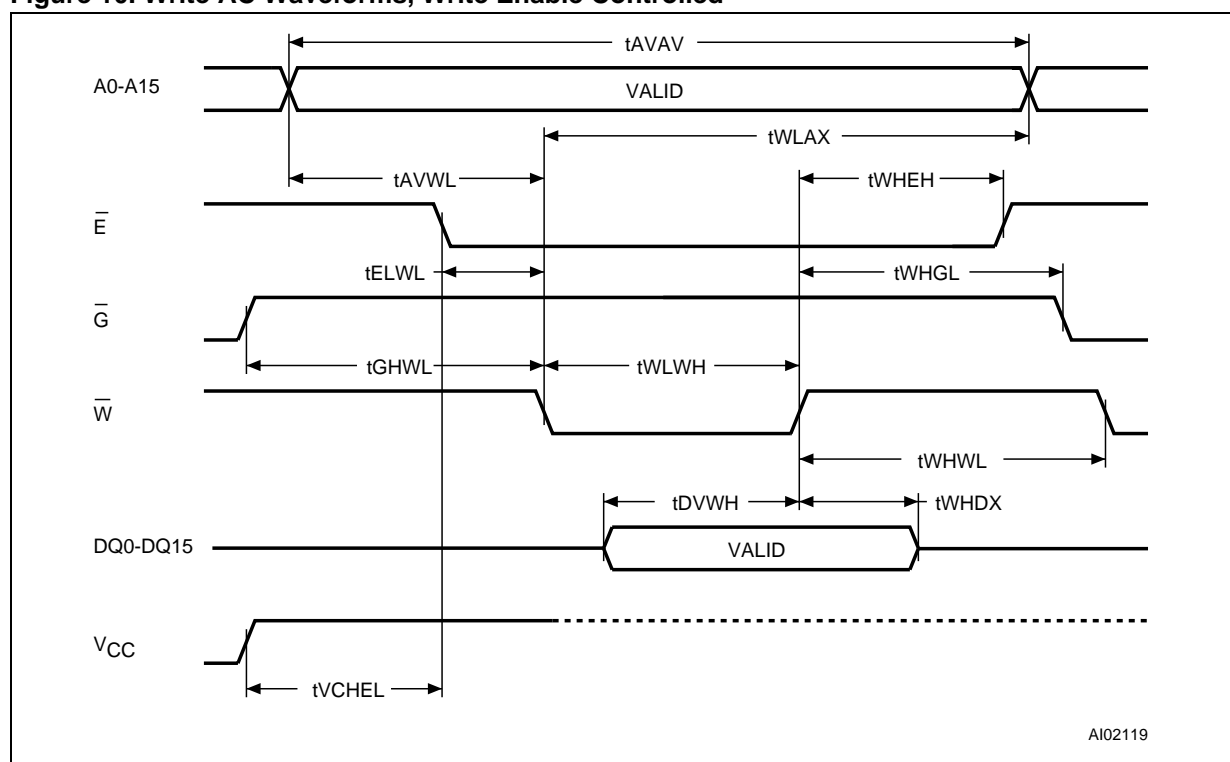 Figure 10. Write AC Waveforms, Write Enable Controlled
tAVAV
A0-A15
VALID
tWLAX
tAVWL
tWHEH
E̅
tELWL
tWHGL
G̅
tGHWL
tWLWH
W̅
tWHWL
tDVWH
tWHDX
DQ0-DQ15
VALID
VCC
tVCHEL
AI02119